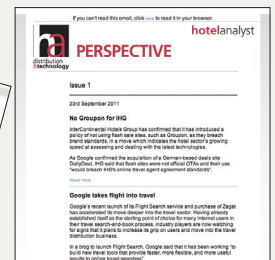 If you can't read this email, click here to read it in your browser.
hotelanalyst
na
PERSPECTIVE
distribution
&technology
Issue 1
23rd September 2011
No Groupon for IHG
InterContinental Hotels Group has confirmed that it has introduced a
policy of not using flash sale sites, such as Groupon, as they breach
brand standards, in a move which indicates the hotel sector's growing
speed at assessing and dealing with the latest technologies.
As Google confirmed the acquisition of a German-based deals site
DailyDeal, IHG said that flash sites were not official OTAs and their use
"would breach IHG's online travel agent agreement standards".
Read more
Google takes flight into travel
Google's recent launch of its Flight Search service and purchase of Zagat
has accelerated its move deeper into the travel sector. Having already
established itself as the starting point of choice for many internet users in
their travel search-and-book process, industry players are now watching
for signs that it plans to increase its grip on users and move into the travel
distribution business.
In a blog to launch Flight Search, Google said that it has been working "to
build new travel tools that provide faster, more flexible, and more useful
results to online travel searches"